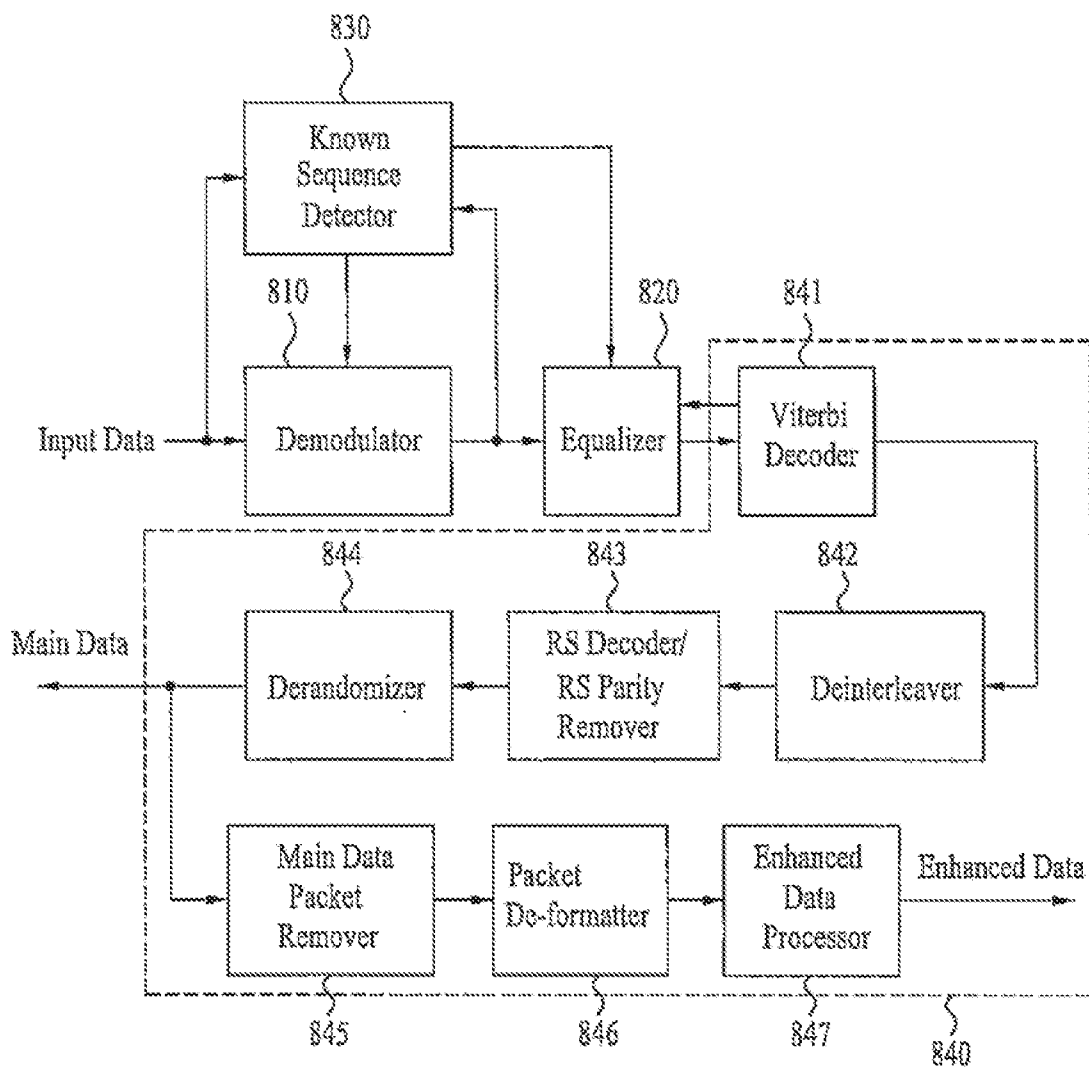 830
Known
Sequence
Detector
810
820
841
Input Data
Demodulator
Equalizer
Viterbi
Decoder
844
843
842
Main Data
Derandomizer
RS Decoder/
RS Parity
Remover
Deinterleaver
Main Data
Packet
Remover
Packet
De-formatter
Enhanced
Data
Processor
Enhanced Data
845
846
847
840